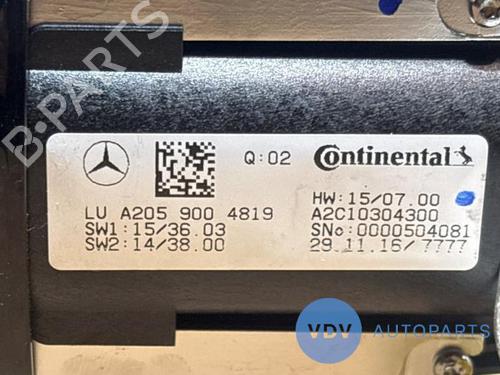 B-PARTS
Q:02
Continental
HW:15/07.00
LU A205 900 4819
A2C10304300
SW1:15/36.03
SNo:0000504081
SW2:14/38.00
29.11.16/7777
VDV AUTOPARTS